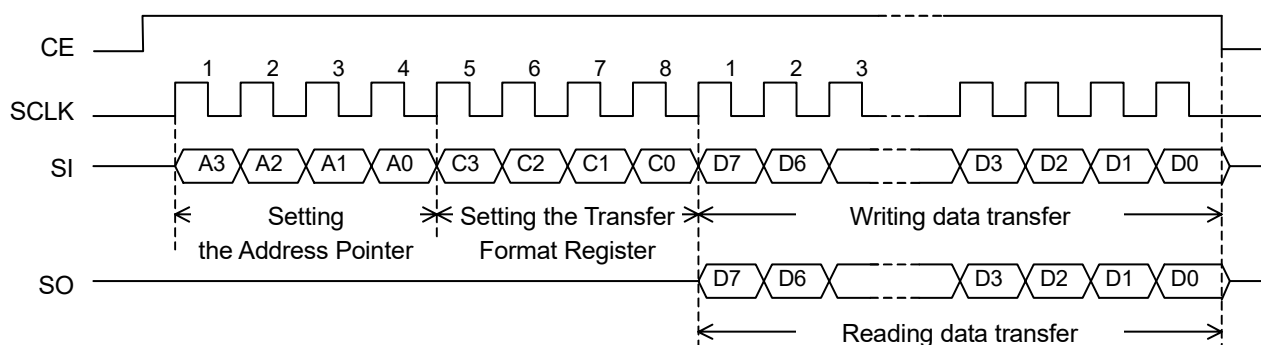 CE
1 2 3 4 5 6 7 8 1 2 3
SCLK
SI A3 A2 A1 A0 C3 C2 C1 C0 D7 D6 D3 D2 D1 D0
Setting Setting the Transfer Writing data transfer
the Address Pointer Format Register
SO D7 D6 D3 D2 D1 D0
Reading data transfer